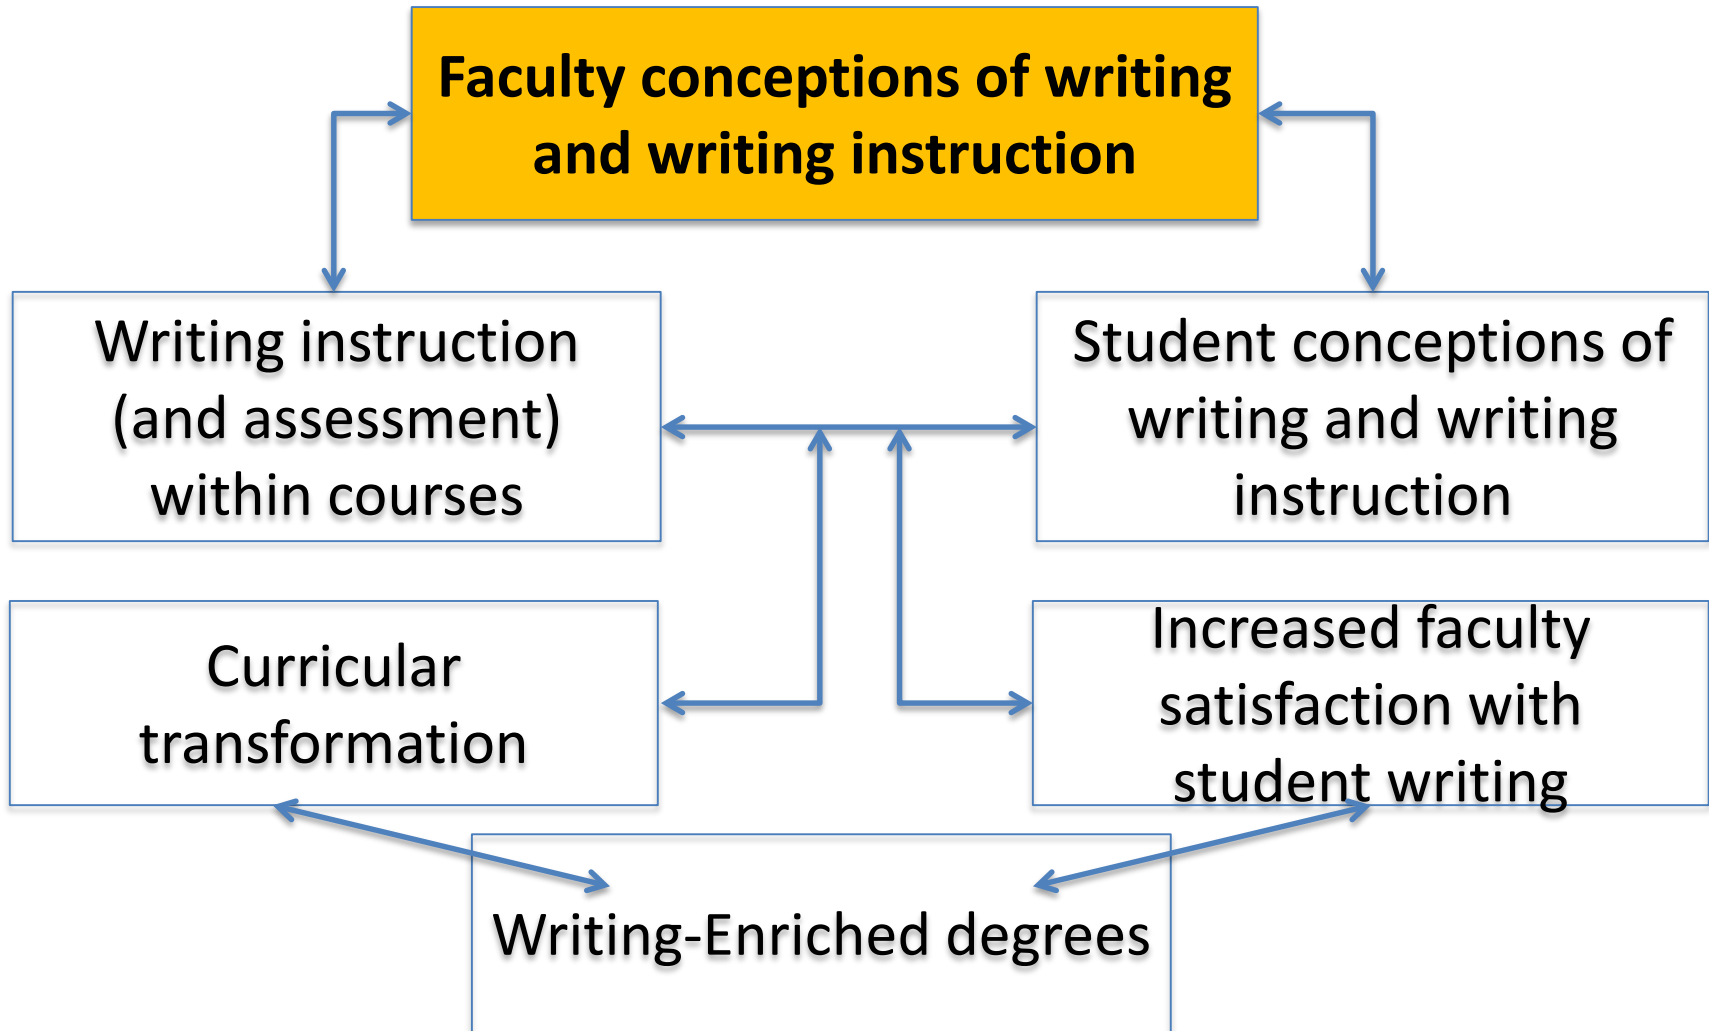 Faculty conceptions of writing
and writing instruction
Writing instruction
(and assessment)
within courses
Student conceptions of
writing and writing
instruction
Curricular
transformation
Increased faculty
satisfaction with
student writing
Writing-Enriched degrees